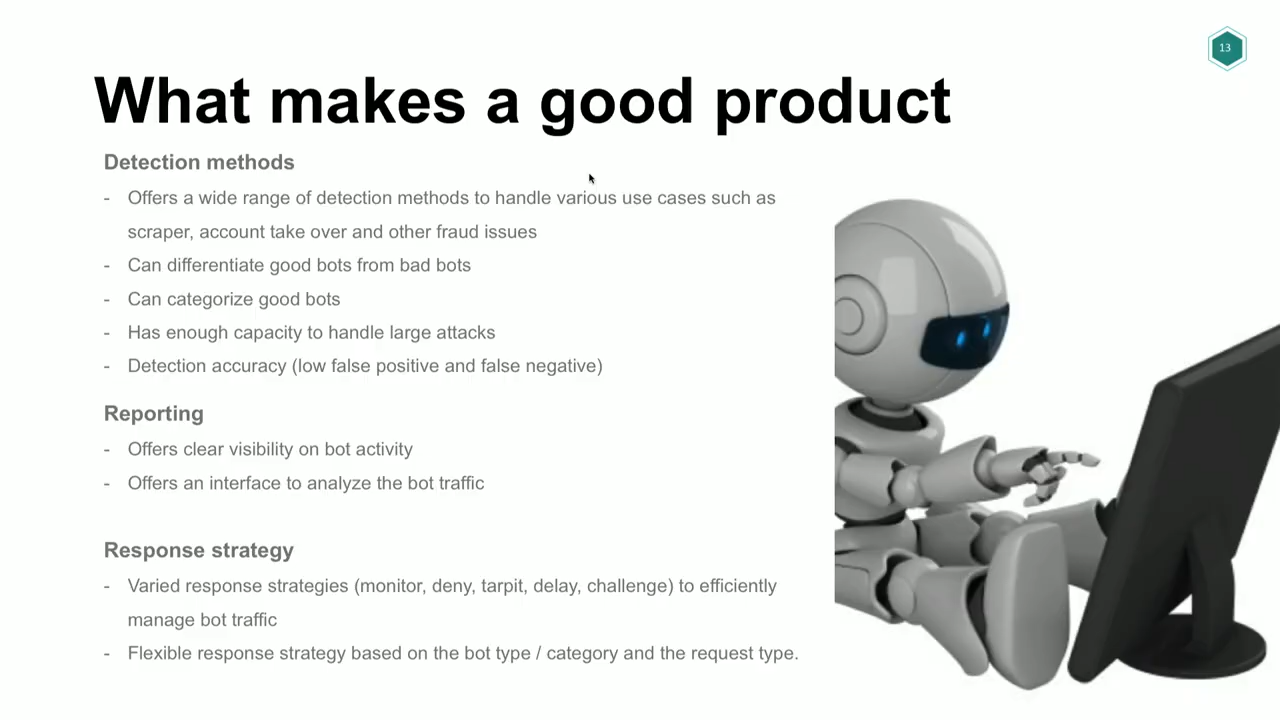 13
What makes a good product
Detection methods
- Offers a wide range of detection methods to handle various use cases such as
scraper, account take over and other fraud issues
- Can differentiate good bots from bad bots
- Can categorize good bots
- Has enough capacity to handle large attacks
- Detection accuracy (low false positive and false negative)
Reporting
- Offers clear visibility on bot activity
- Offers an interface to analyze the bot traffic
Response strategy
- Varied response strategies (monitor, deny, tarpit, delay, challenge) to efficiently
manage bot traffic
- Flexible response strategy based on the bot type / category and the request type.